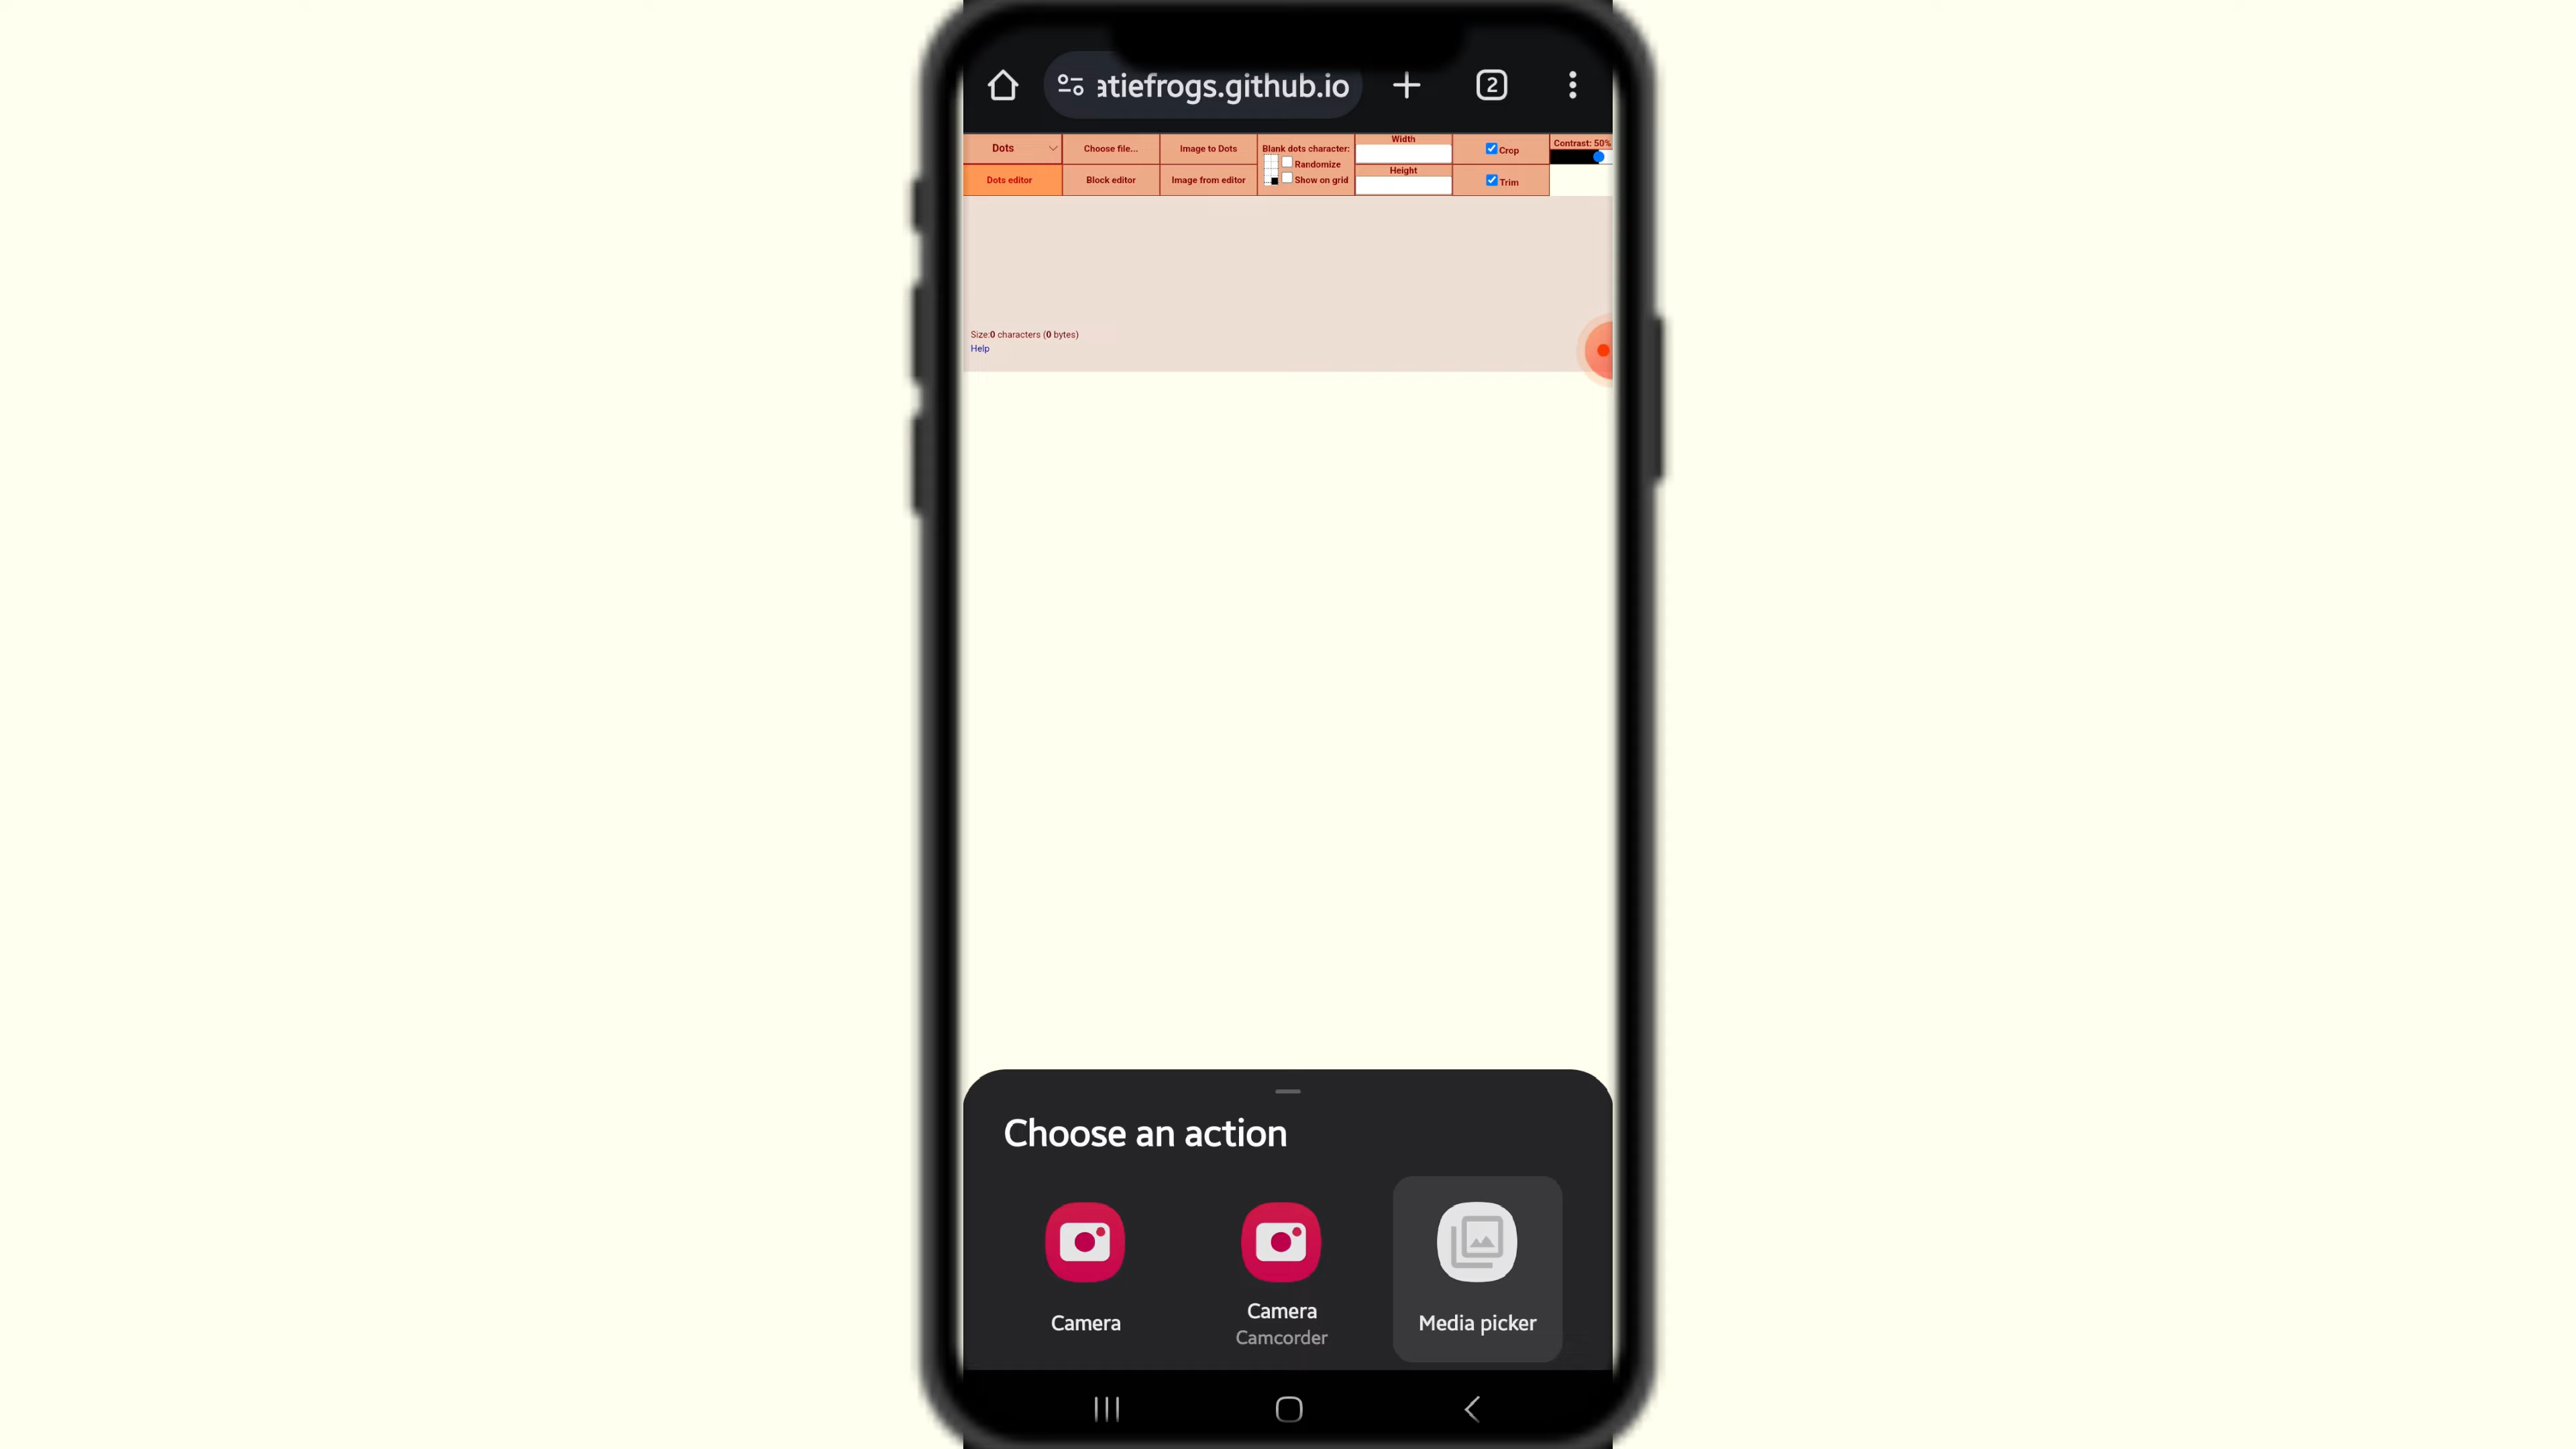 atiefrogs.github.io
2
Dots
Choose file...
Image to Dots
Blank dots character:
Randomize
Show on grid
Width
Height
Crop
Trim
Contrast: 50%
Dots editor
Block editor
Image from editor
Size:0 characters (0 bytes)
Help
Choose an action
Camera
Camera
Camcorder
Media picker